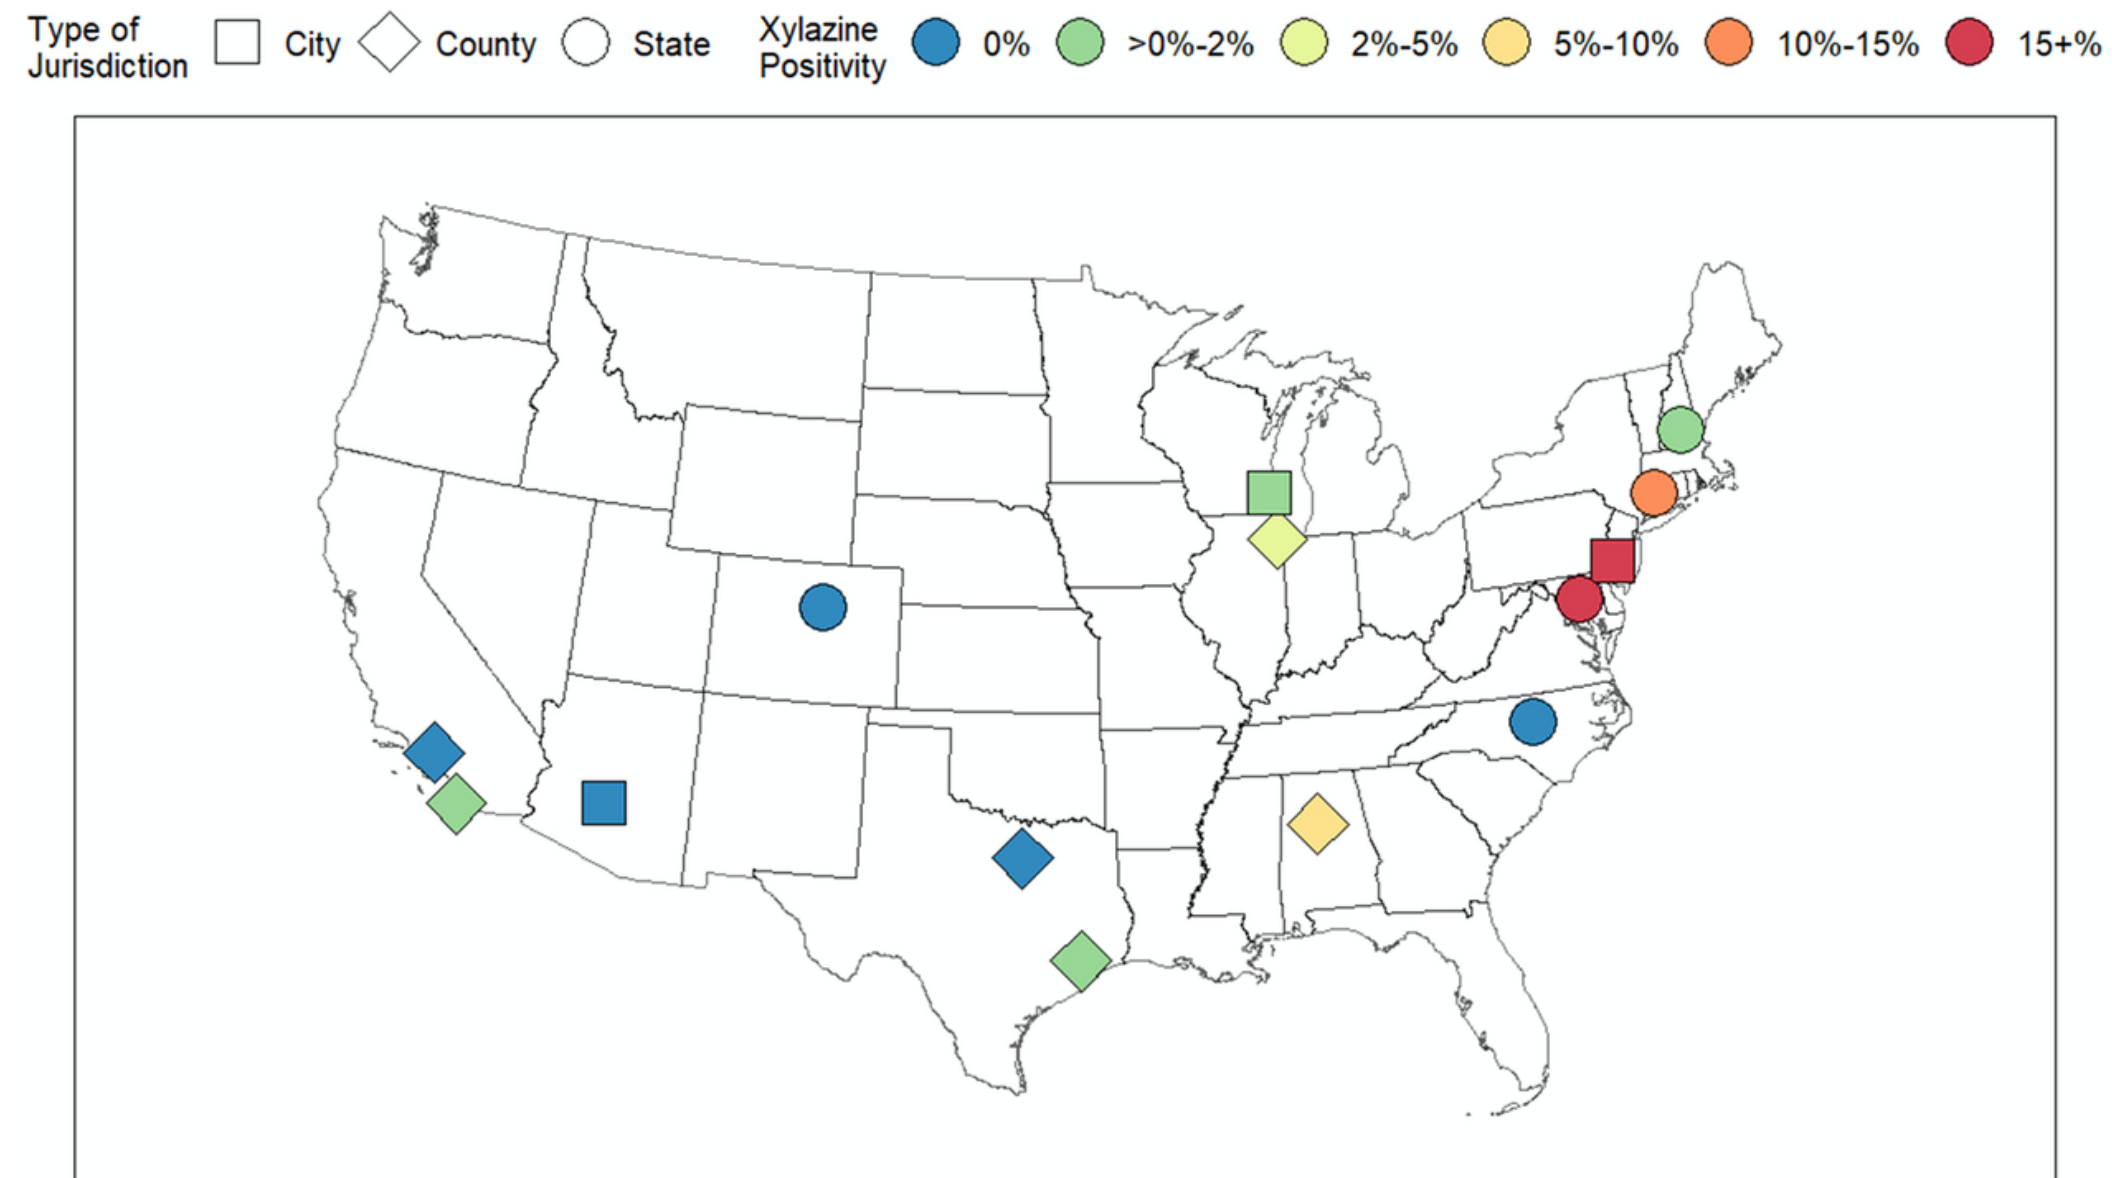 Type of
Jurisdiction
City
County
State
Xylazine
Positivity
0%
>0%-2%
2%-5%
5%-10%
10%-15%
15+%